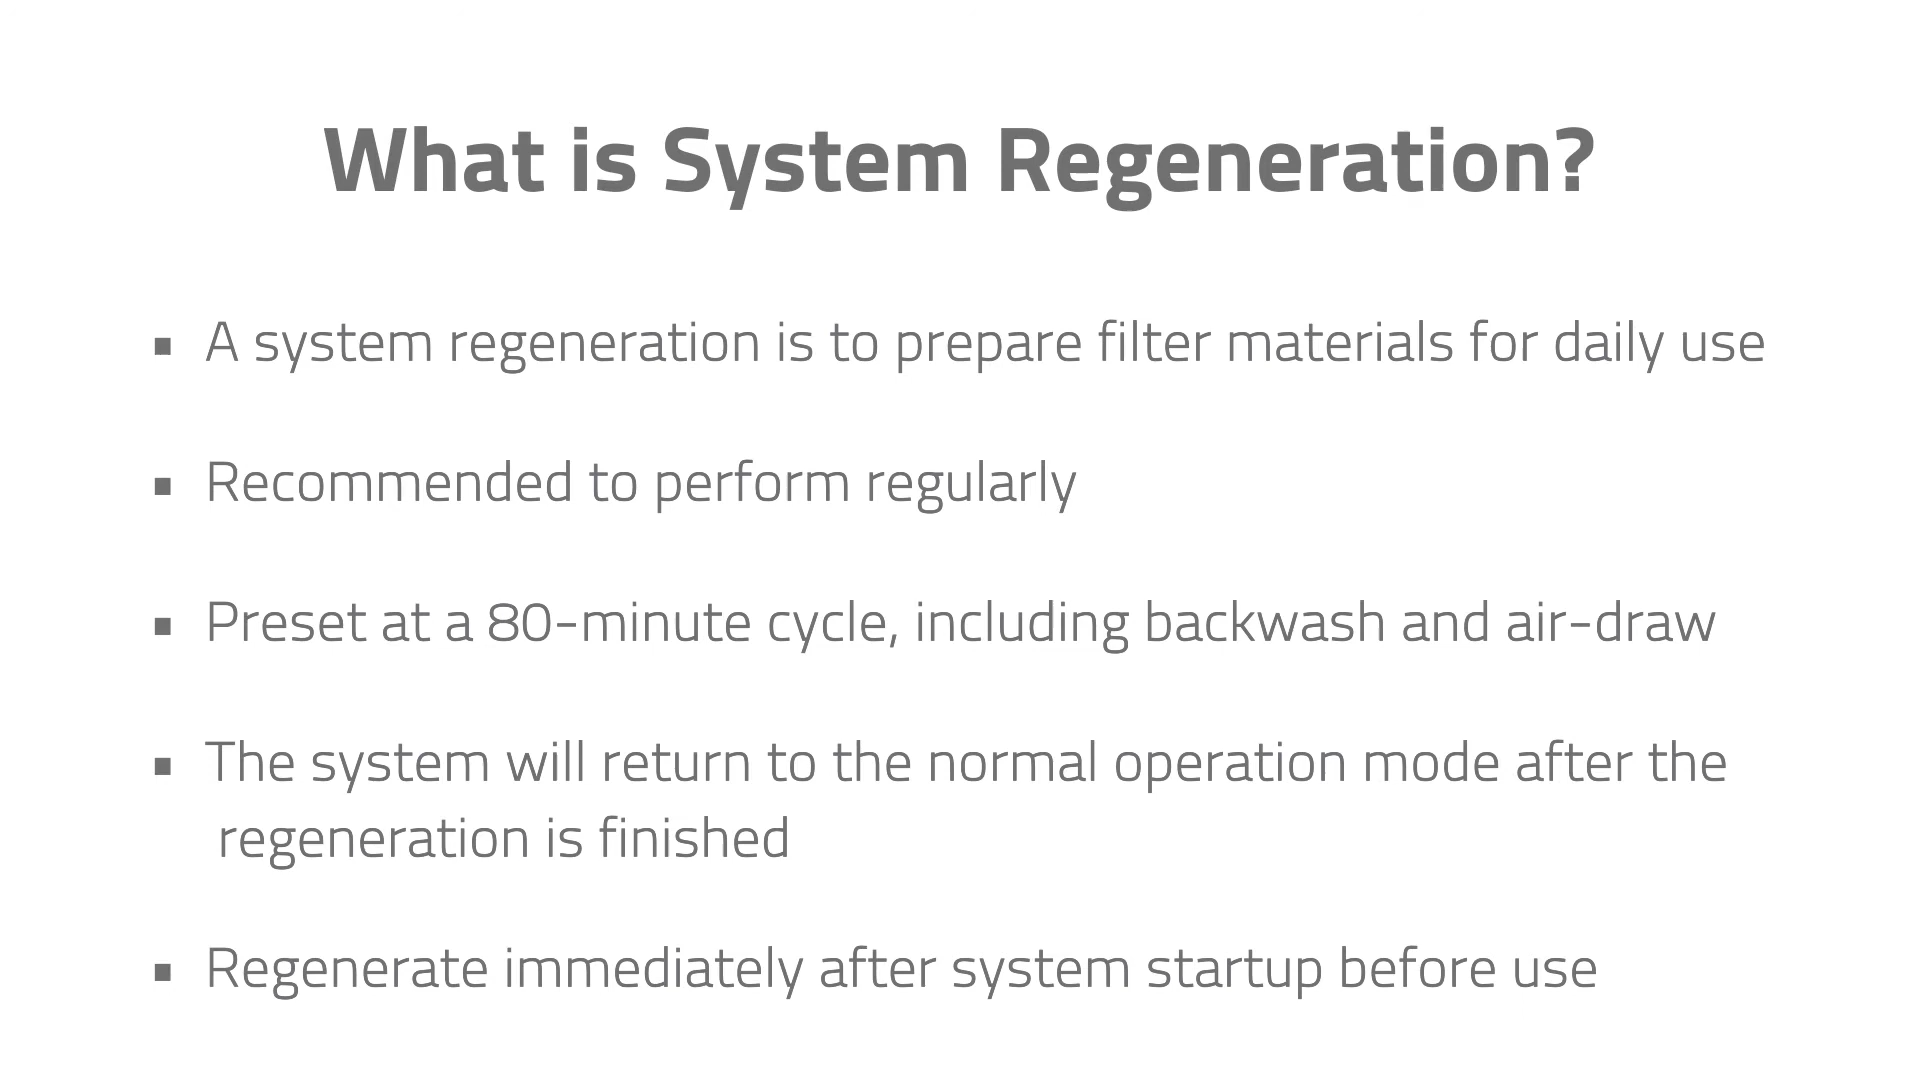 What is System Regeneration?
▪ A system regeneration is to prepare filter materials for daily use
▪ Recommended to perform regularly
▪ Preset at a 80-minute cycle, including backwash and air-draw
▪ The system will return to the normal operation mode after the
regeneration is finished
▪ Regenerate immediately after system startup before use